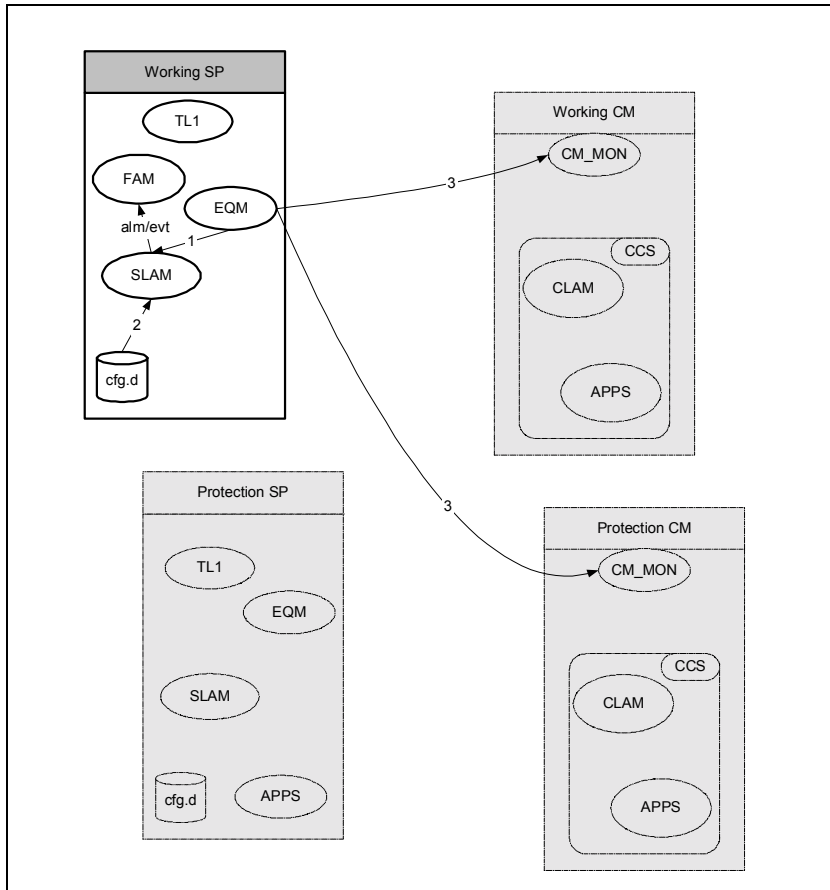 Working SP
TL1
FAM
EQM
alm/evt
1
SLAM
2
cfg.d
Working CM
CM_MON
3
CCS
CLAM
APPS
Protection SP
TL1
EQM
SLAM
cfg.d
APPS
3
Protection CM
CM_MON
CCS
CLAM
APPS